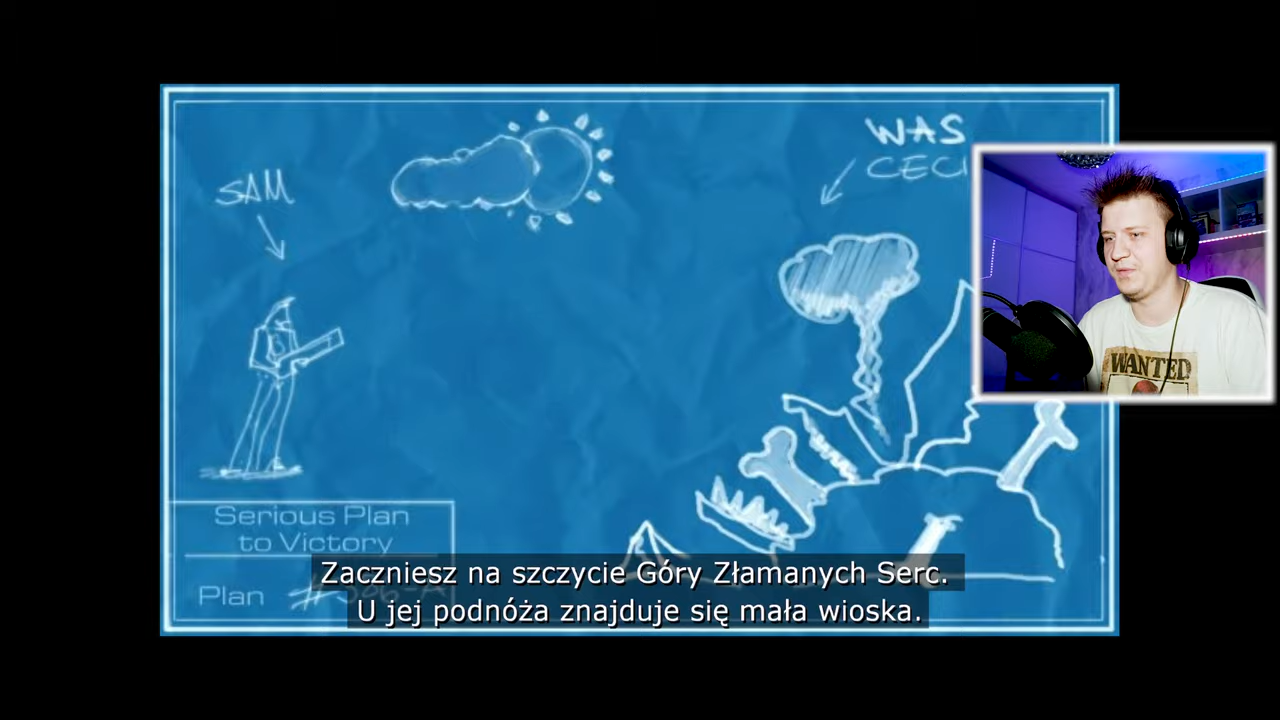 WAS
SAM
WANTED
Serious Plan
to Victory
Plan
Zaczniesz na szczycie Góry Złamanych Serc.
U jej podnóża znajduje się mała wioska.